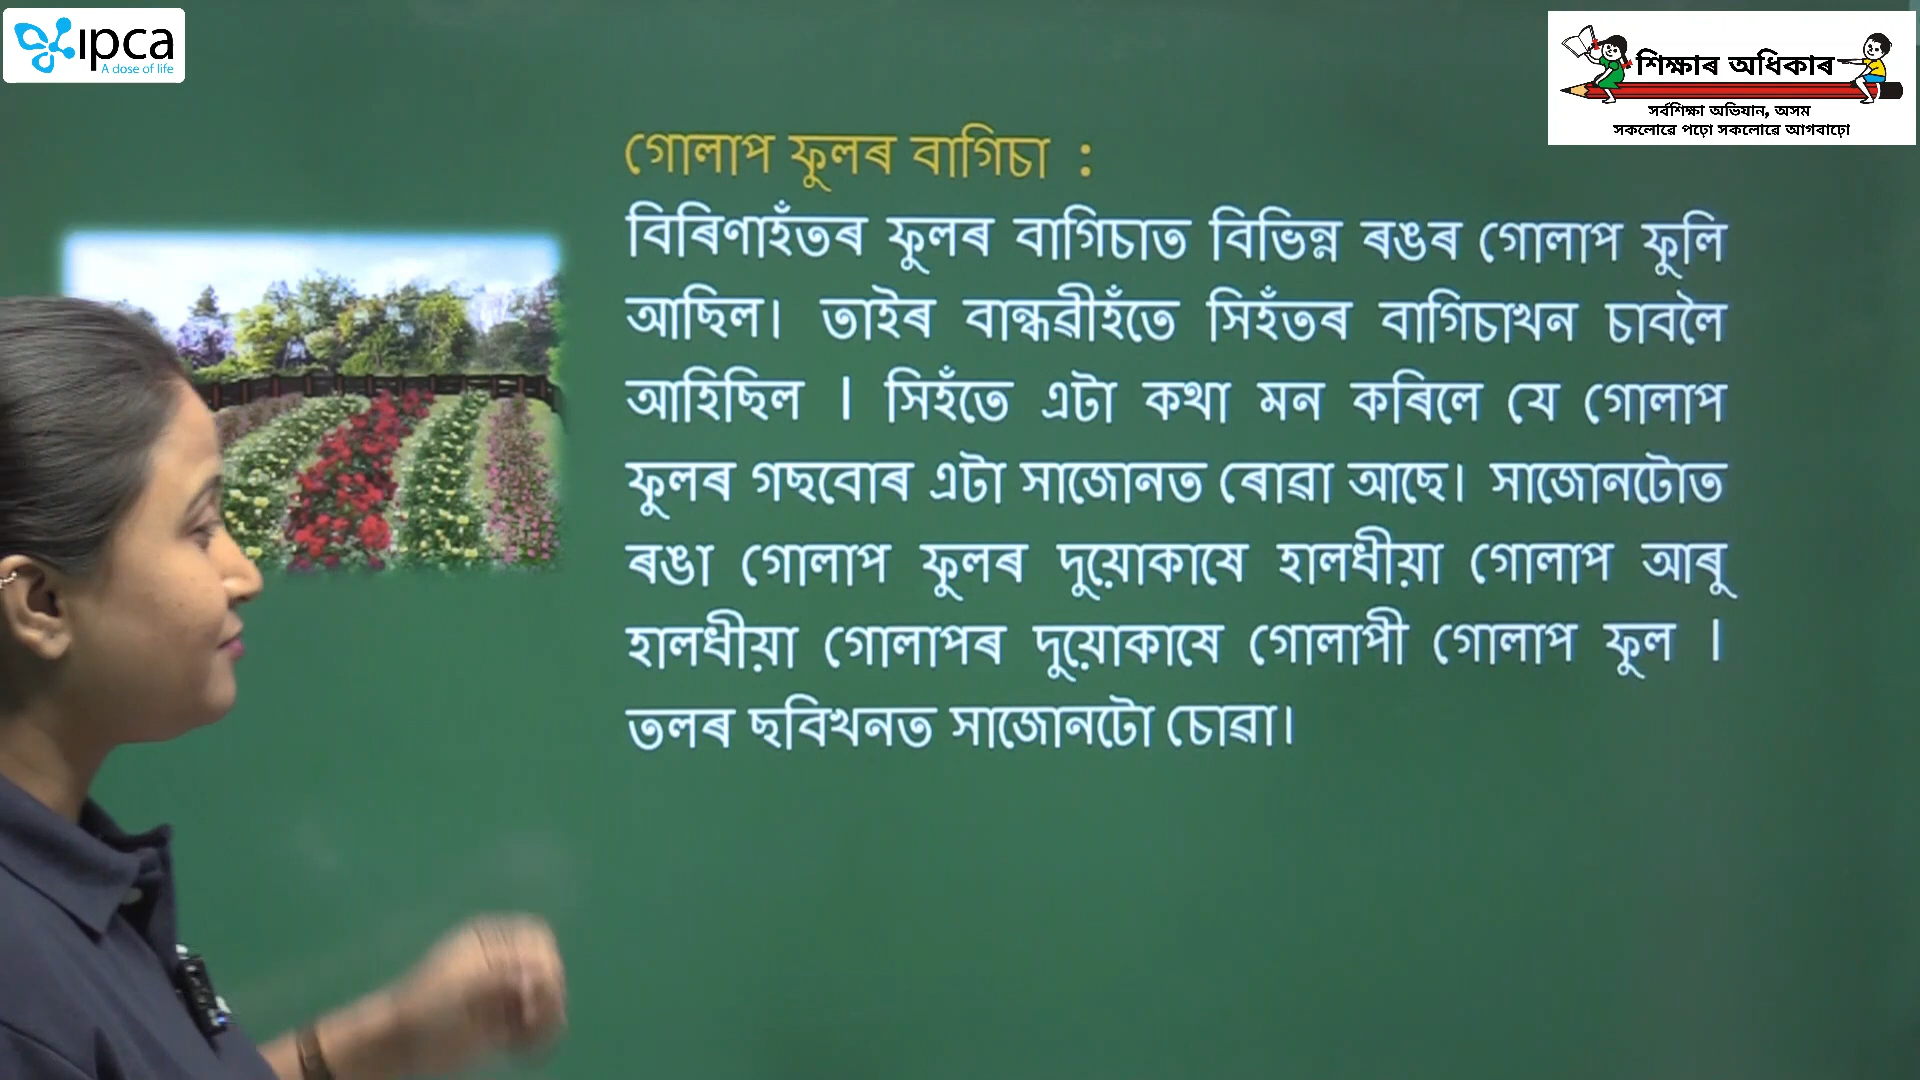 ipca
A dose of life
শিক্ষাৰ অধিকাৰ
সৰ্বশিক্ষা অভিযান, অসম
সকলোৱে পঢ়ো সকলোৱে আগবাঢ়ো
গোলাপ ফুলৰ বাগিচা :
বিৰিণাহঁতৰ ফুলৰ বাগিচাত বিভিন্ন ৰঙৰ গোলাপ ফুলি
আছিল। তাইৰ বান্ধৱীহঁতে সিহঁতৰ বাগিচাখন চাবলৈ
আহিছিল । সিহঁতে এটা কথা মন কৰিলে যে গোলাপ
ফুলৰ গছবোৰ এটা সাজোনত ৰোৱা আছে। সাজোনটোত
ৰঙা গোলাপ ফুলৰ দুয়োকাষে হালধীয়া গোলাপ আৰু
হালধীয়া গোলাপৰ দুয়োকাষে গোলাপী গোলাপ ফুল ।
তলৰ ছবিখনত সাজোনটো চোৱা।